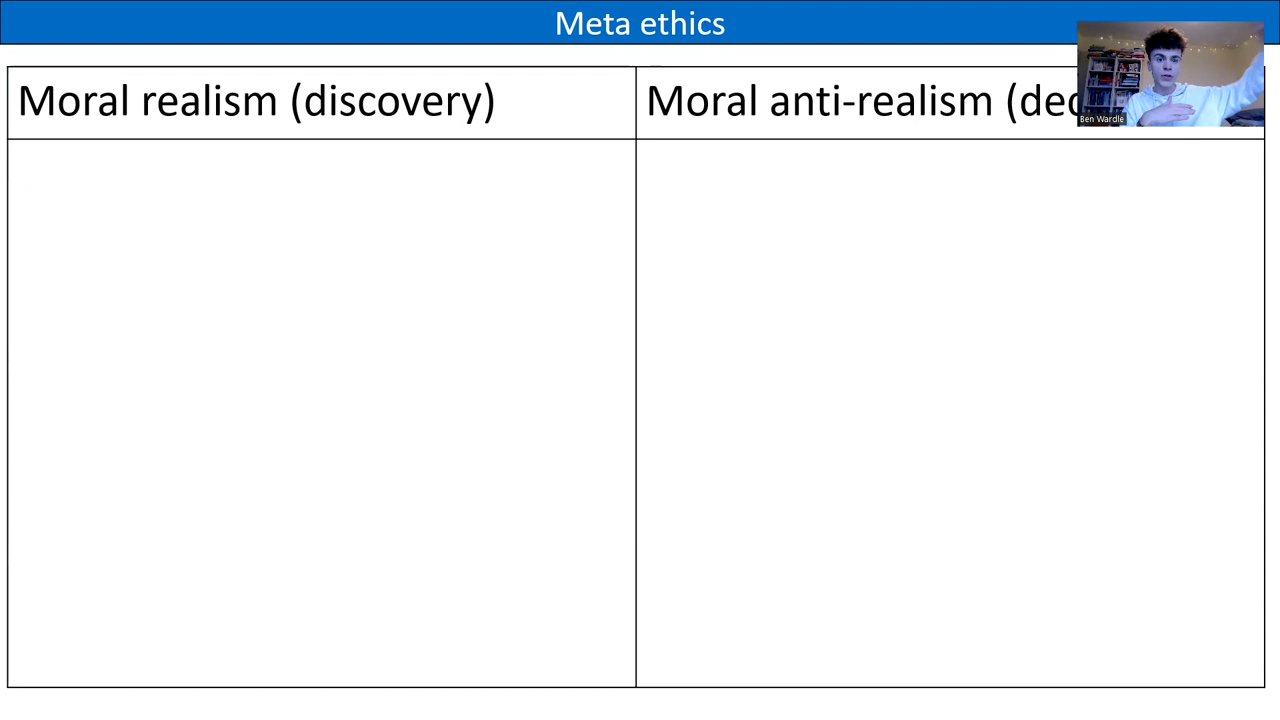 Meta ethics
Moral realism (discovery)
Moral anti-realism (dec
Ben Wardle